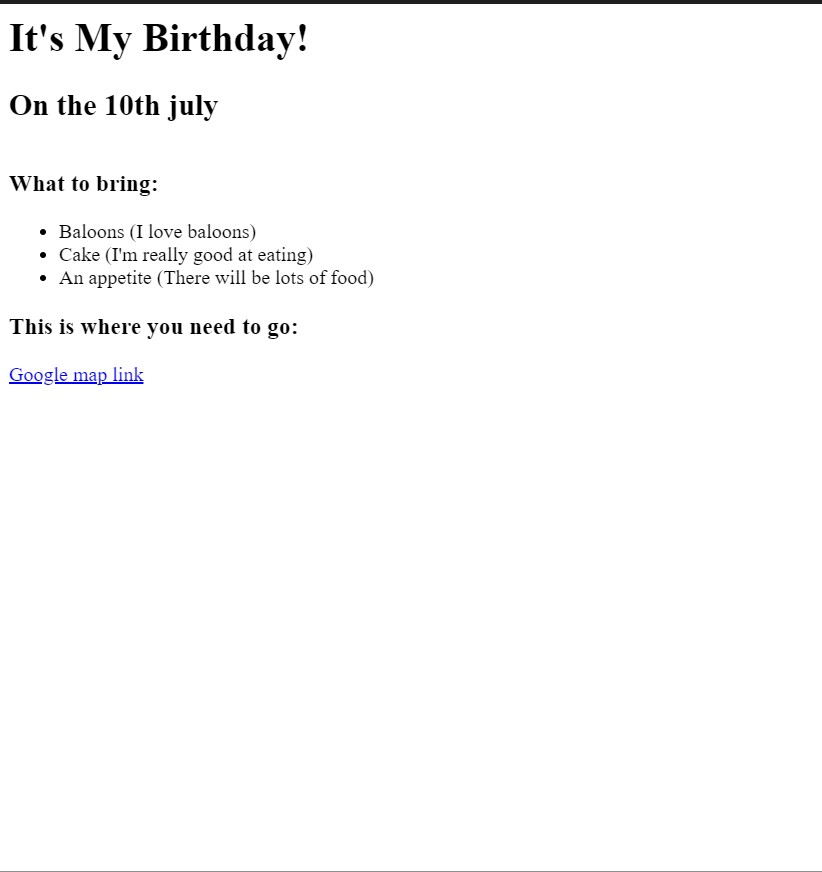 It's My Birthday!
On the 10th july
What to bring:
Baloons (I love baloons)
Cake (I'm really good at eating)
An appetite (There will be lots of food)
This is where you need to go:
Google map link